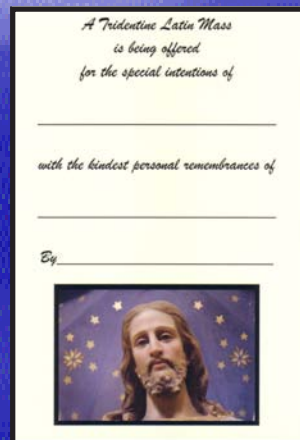 A Tridentine Latin Mass
is being offered
for the special intentions of
with the kindest personal remembrances of
By